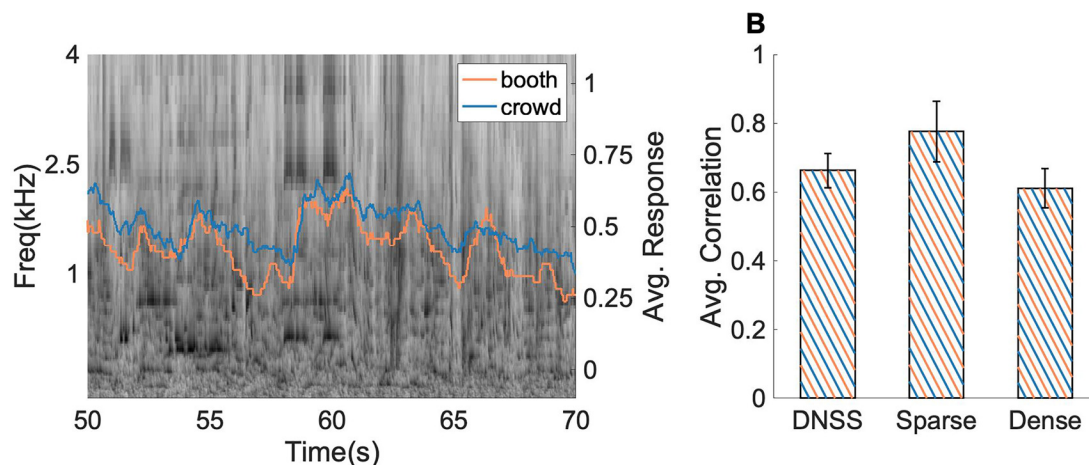 B
4
2.5
1
Freq(kHz)
booth
crowd
1
0.75
0.5
0.25
0
Avg. Response
50
55
60
65
70
Time(s)
1
0.8
0.6
0.4
0.2
0
Avg. Correlation
DNSS
Sparse
Dense